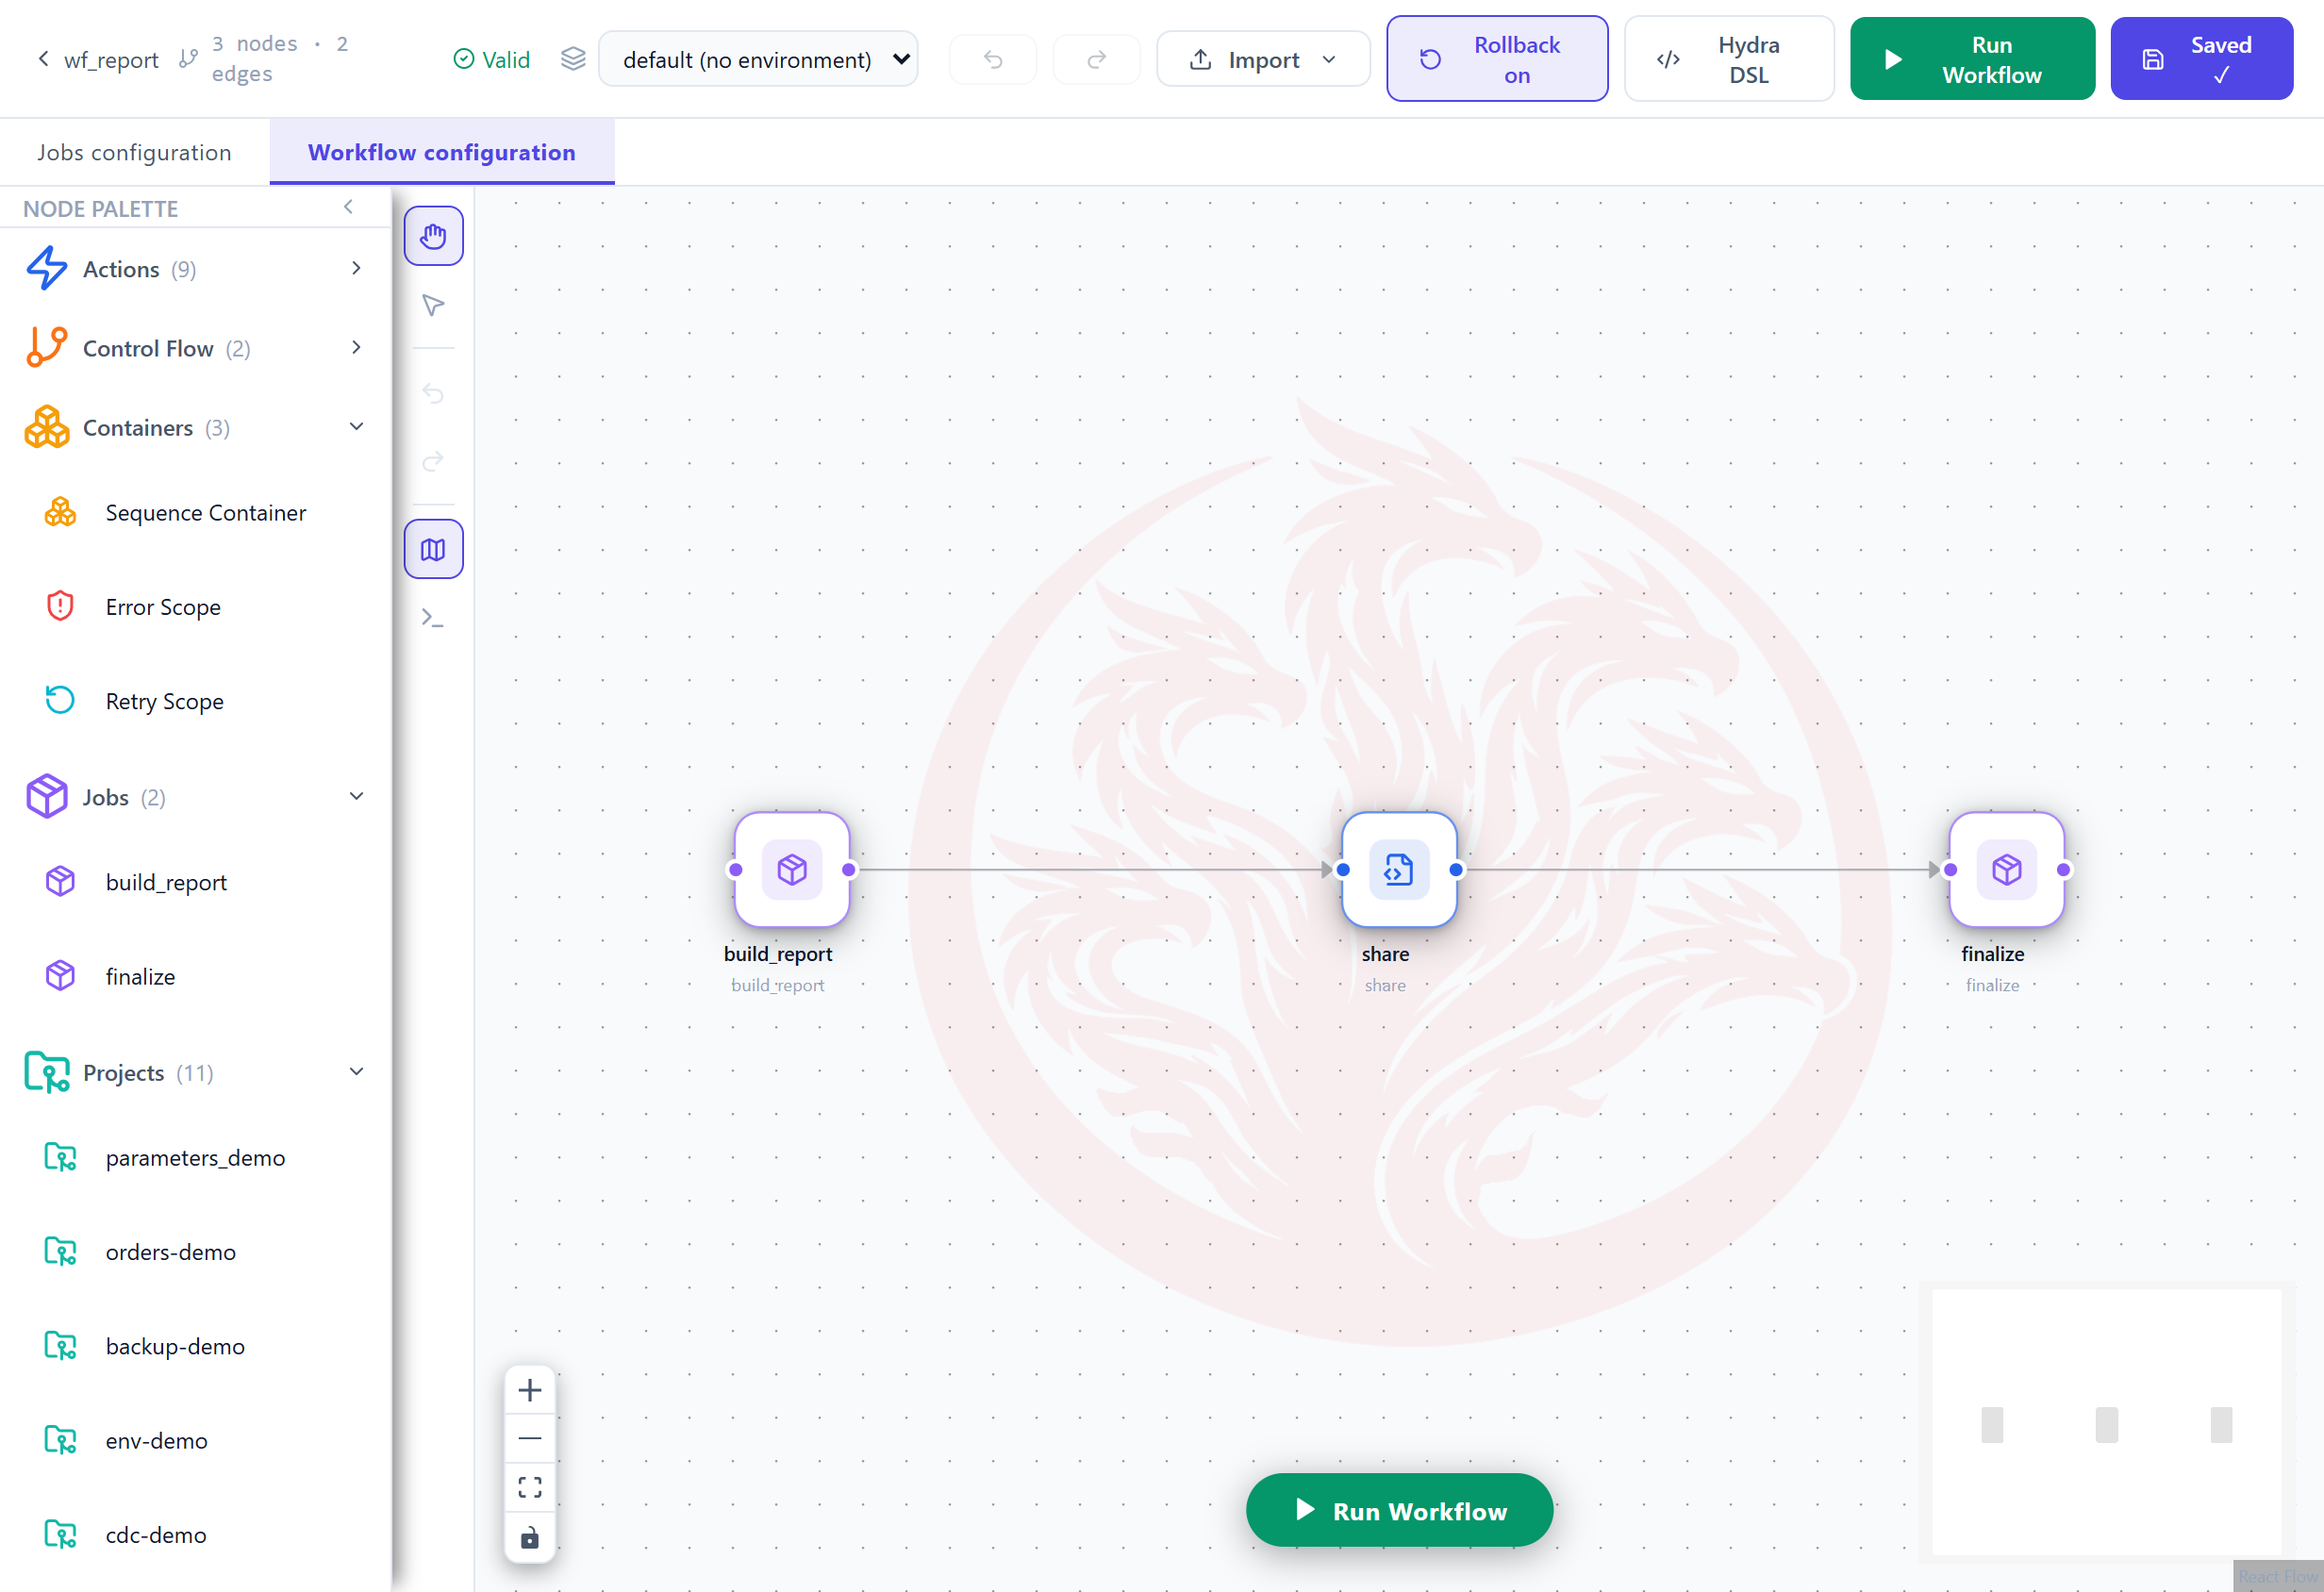 wf_report
3 nodes · 2
edges
Valid
default (no environment)
Import
Rollback
on
Hydra
DSL
Run
Workflow
Saved
✓
Jobs configuration
Workflow configuration
NODE PALETTE
Actions (9)
Control Flow (2)
Containers (3)
Sequence Container
Error Scope
Retry Scope
Jobs (2)
build_report
finalize
Projects (11)
parameters_demo
orders-demo
backup-demo
env-demo
cdc-demo
build_report
build_report
share
share
finalize
finalize
Run Workflow
React Flow